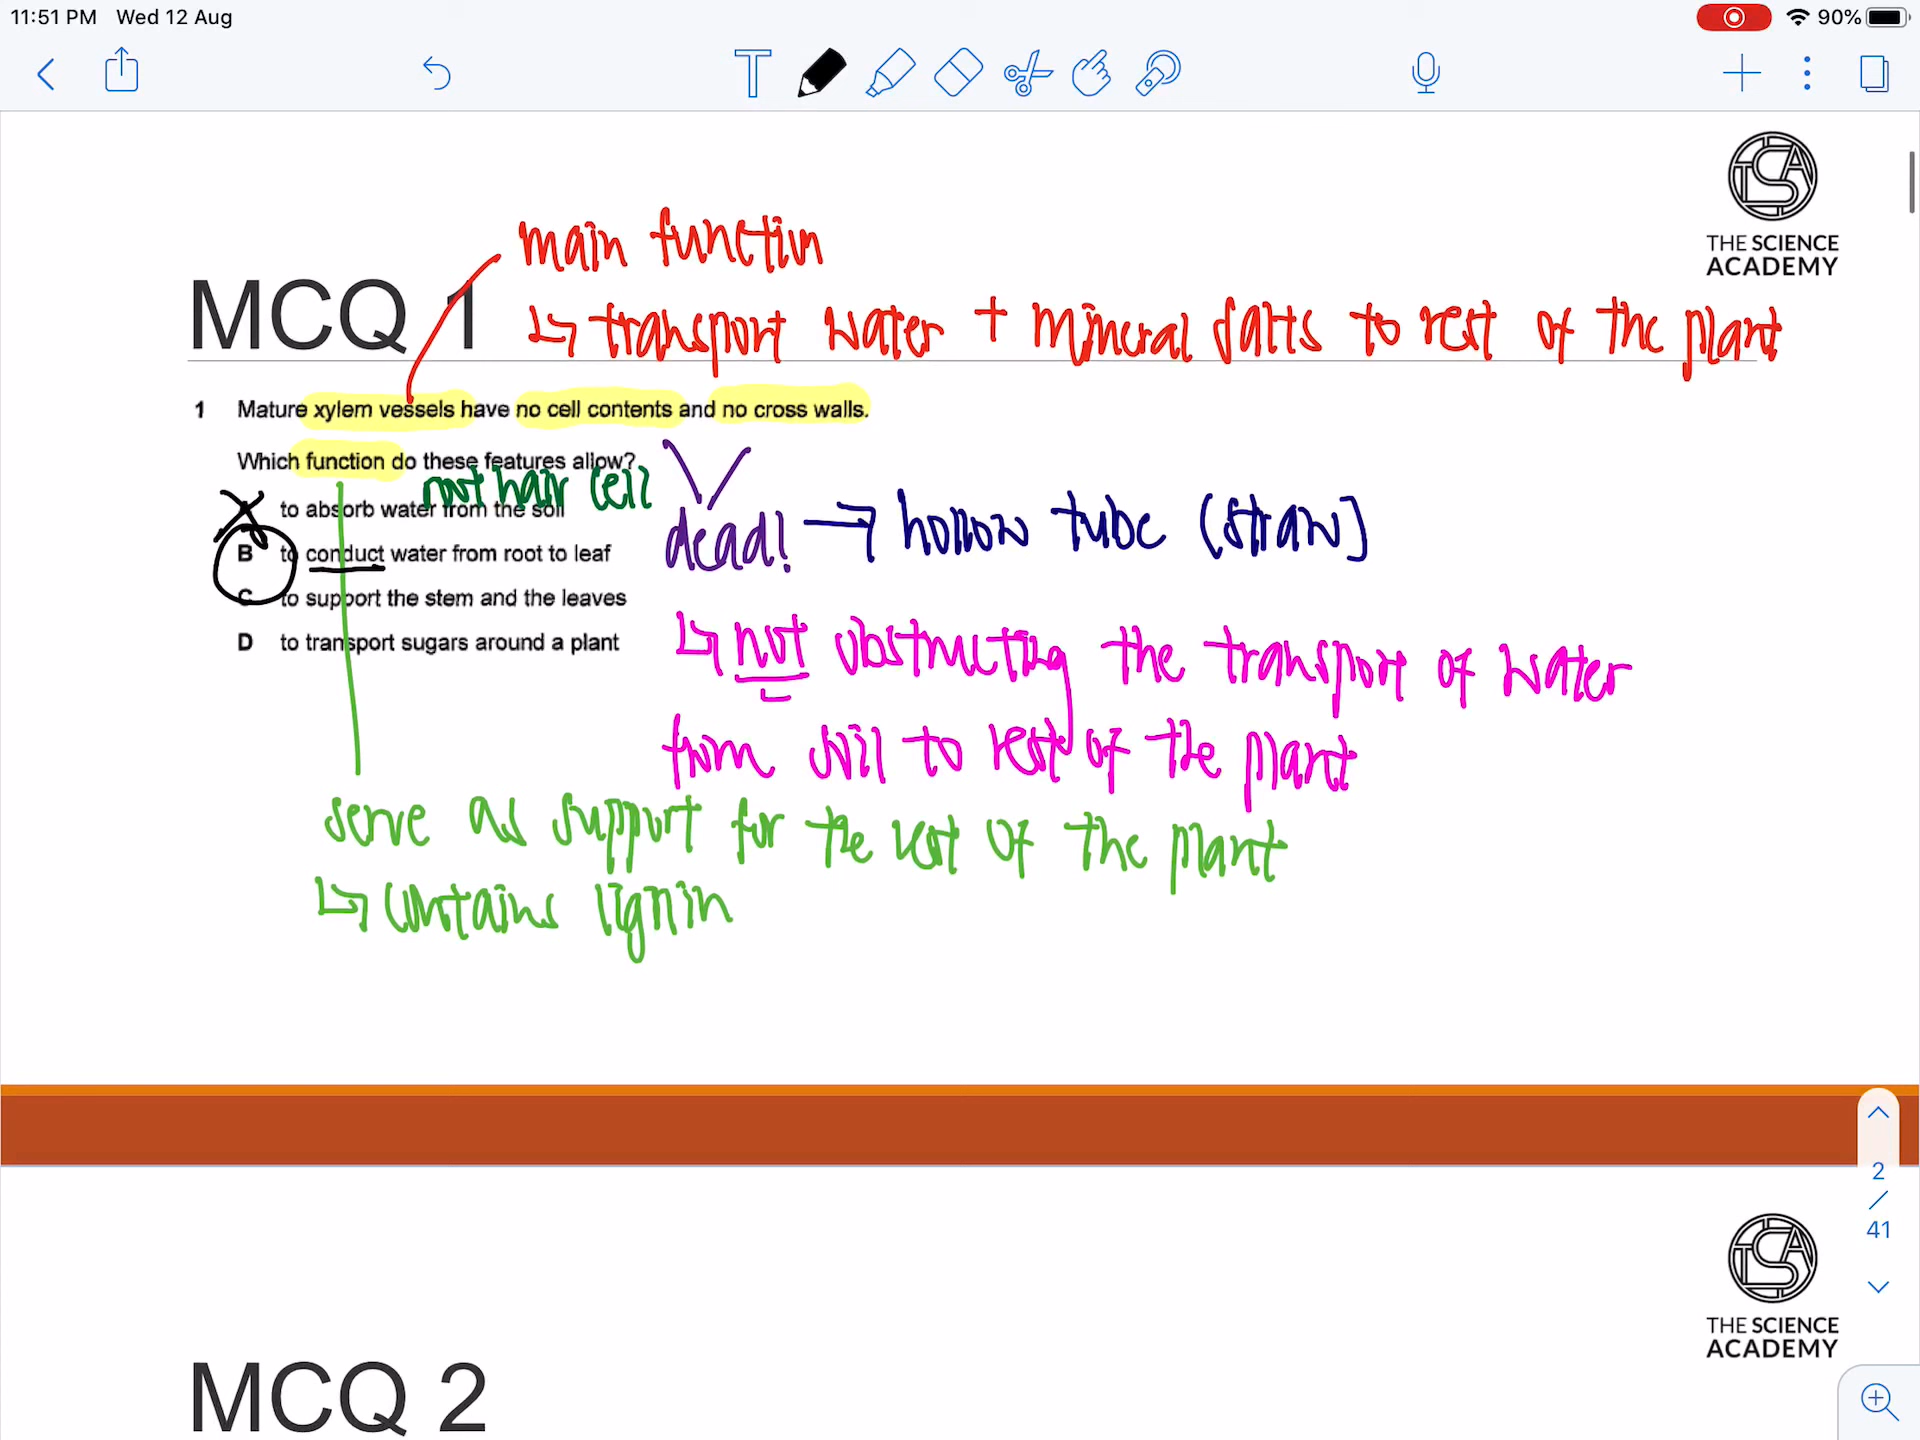 11:51 PM Wed 12 Aug
90%
THE SCIENCE
ACADEMY
main function
MCQ 1
↳ transport water + mineral salts to rest of the plant
1 Mature xylem vessels have no cell contents and no cross walls.
Which function do these features allow?
root hair cell
to absorb water from the soil
dead! → hollow tube (straw)
B to conduct water from root to leaf
C to support the stem and the leaves
D to transport sugars around a plant
↳ not obstructing the transport of water
from soil to rest of the plant
serve as support for the rest of the plant
↳ contains lignin
2
/
41
THE SCIENCE
ACADEMY
MCQ 2